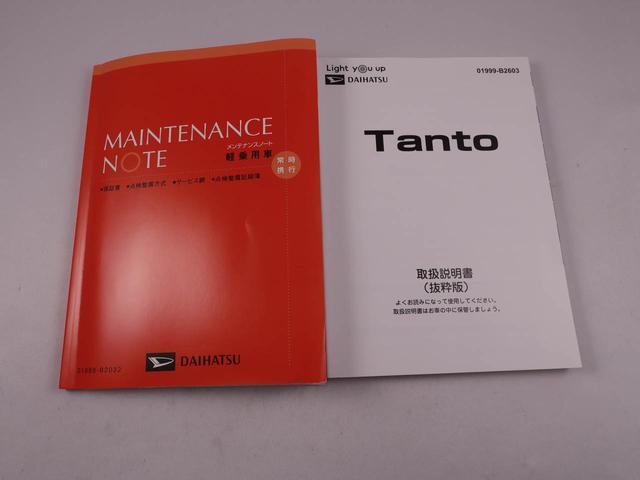 MAINTENANCE
NOTE
メンテナンスノート
軽乗用車
常時
携行
●保証書 ●点検整備方式 ●サービス網 ●点検整備記録簿
DAIHATSU
01999-B2032
Light you up
DAIHATSU
01999-B2603
Tanto
取扱説明書
(抜粋版)
よくお読みになって使用してください。
取扱説明書はお車の中に保管しましょう。